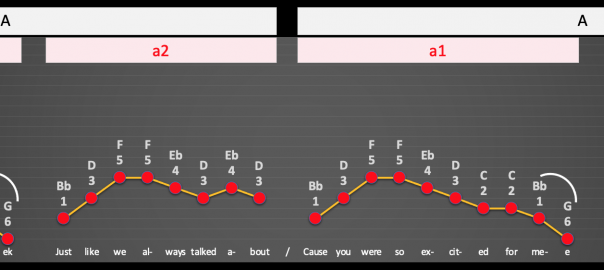 A A
a2 a1
F F Eb Eb F F Eb
5 5 4 4 5 5 4
D D D D D C C
3 3 3 3 3 2 2
Bb Bb Bb
1 1 1
G G
6 6
ek Just like we al- ways talked a- bout / Cause you were so ex- cit- ed for me- e